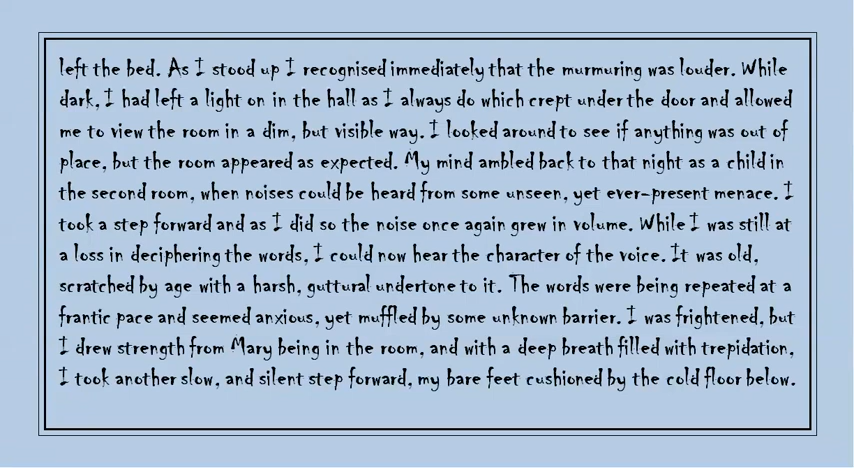 left the bed. As I stood up I recognised immediately that the murmuring was louder. While
dark, I had left a light on in the hall as I always do which crept under the door and allowed
me to view the room in a dim, but visible way. I looked around to see if anything was out of
place, but the room appeared as expected. My mind ambled back to that night as a child in
the second room, when noises could be heard from some unseen, yet ever-present menace. I
took a step forward and as I did so the noise once again grew in volume. While I was still at
a loss in deciphering the words, I could now hear the character of the voice. It was old,
scratched by age with a harsh, guttural undertone to it. The words were being repeated at a
frantic pace and seemed anxious, yet muffled by some unknown barrier. I was frightened, but
I drew strength from Mary being in the room, and with a deep breath filled with trepidation,
I took another slow, and silent step forward, my bare feet cushioned by the cold floor below.